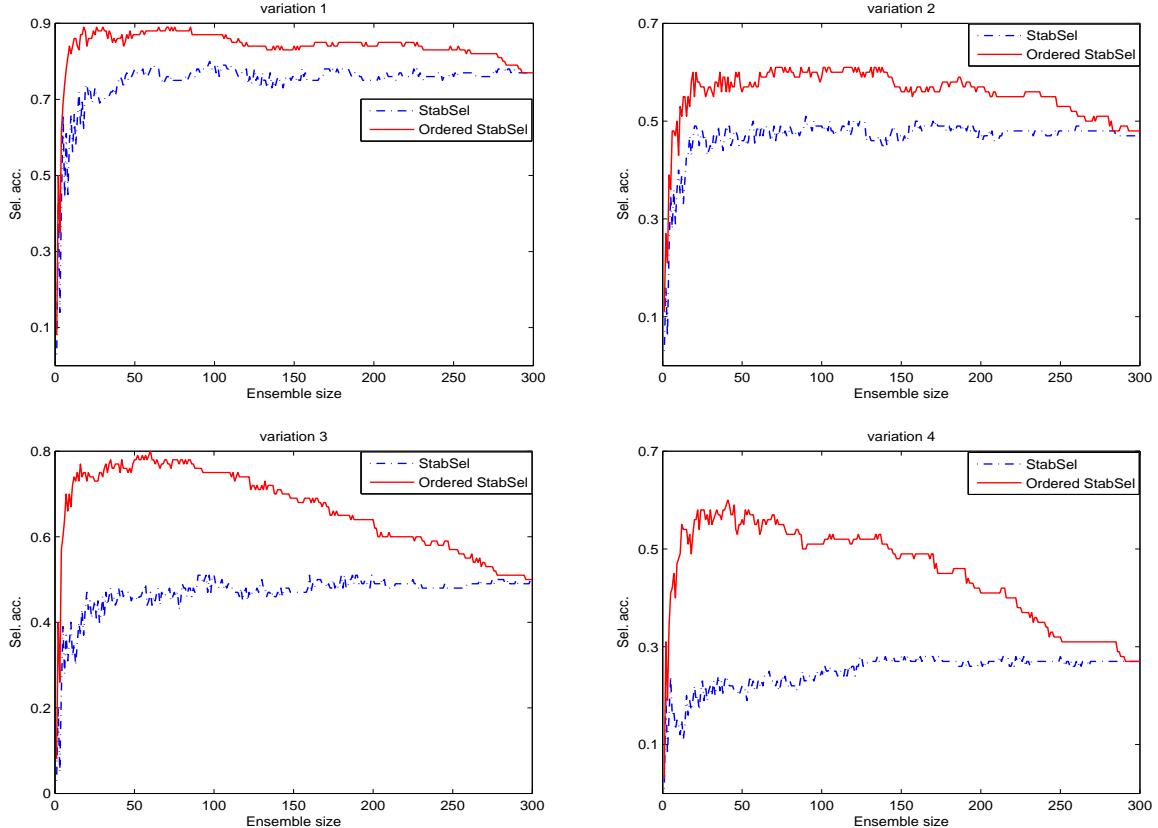 variation 1
0.9
0.7
0.5
0.3
0.1
Sel. acc.
StabSel
Ordered StabSel
0 50 100 150 200 250 300
Ensemble size
variation 2
0.7
0.5
0.3
0.1
Sel. acc.
StabSel
Ordered StabSel
0 50 100 150 200 250 300
Ensemble size
variation 3
0.8
0.6
0.4
0.2
0
Sel. acc.
StabSel
Ordered StabSel
0 50 100 150 200 250 300
Ensemble size
variation 4
0.7
0.5
0.3
0.1
Sel. acc.
StabSel
Ordered StabSel
0 50 100 150 200 250 300
Ensemble size